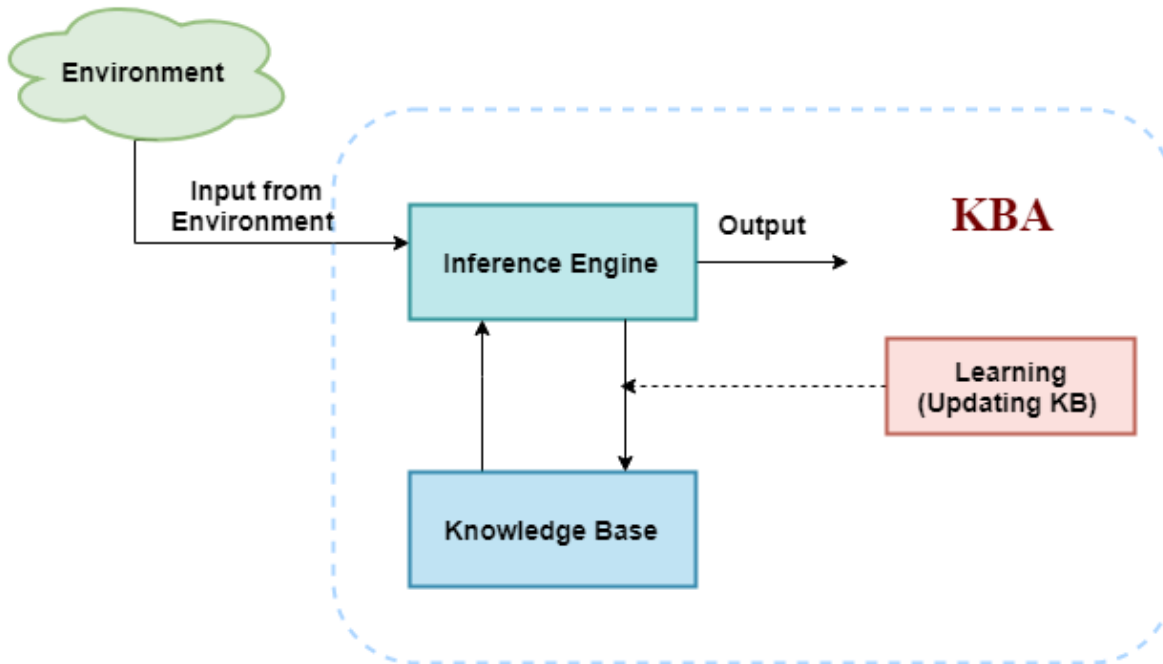 Environment
Input from
Environment
Output
KBA
Inference Engine
Learning
(Updating KB)
Knowledge Base